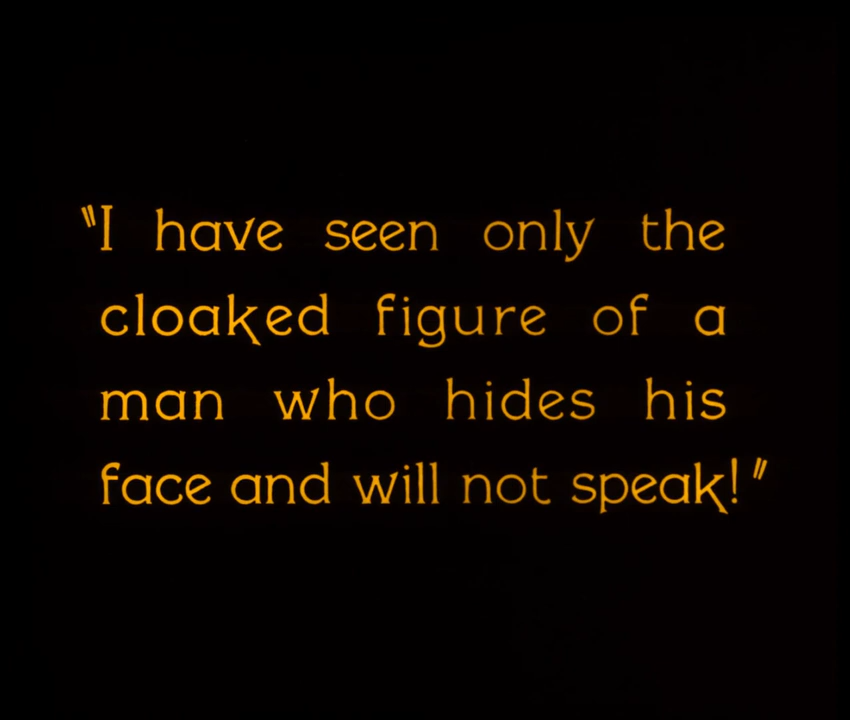 "I have seen only the
cloaked figure of a
man who hides his
face and will not speak!"